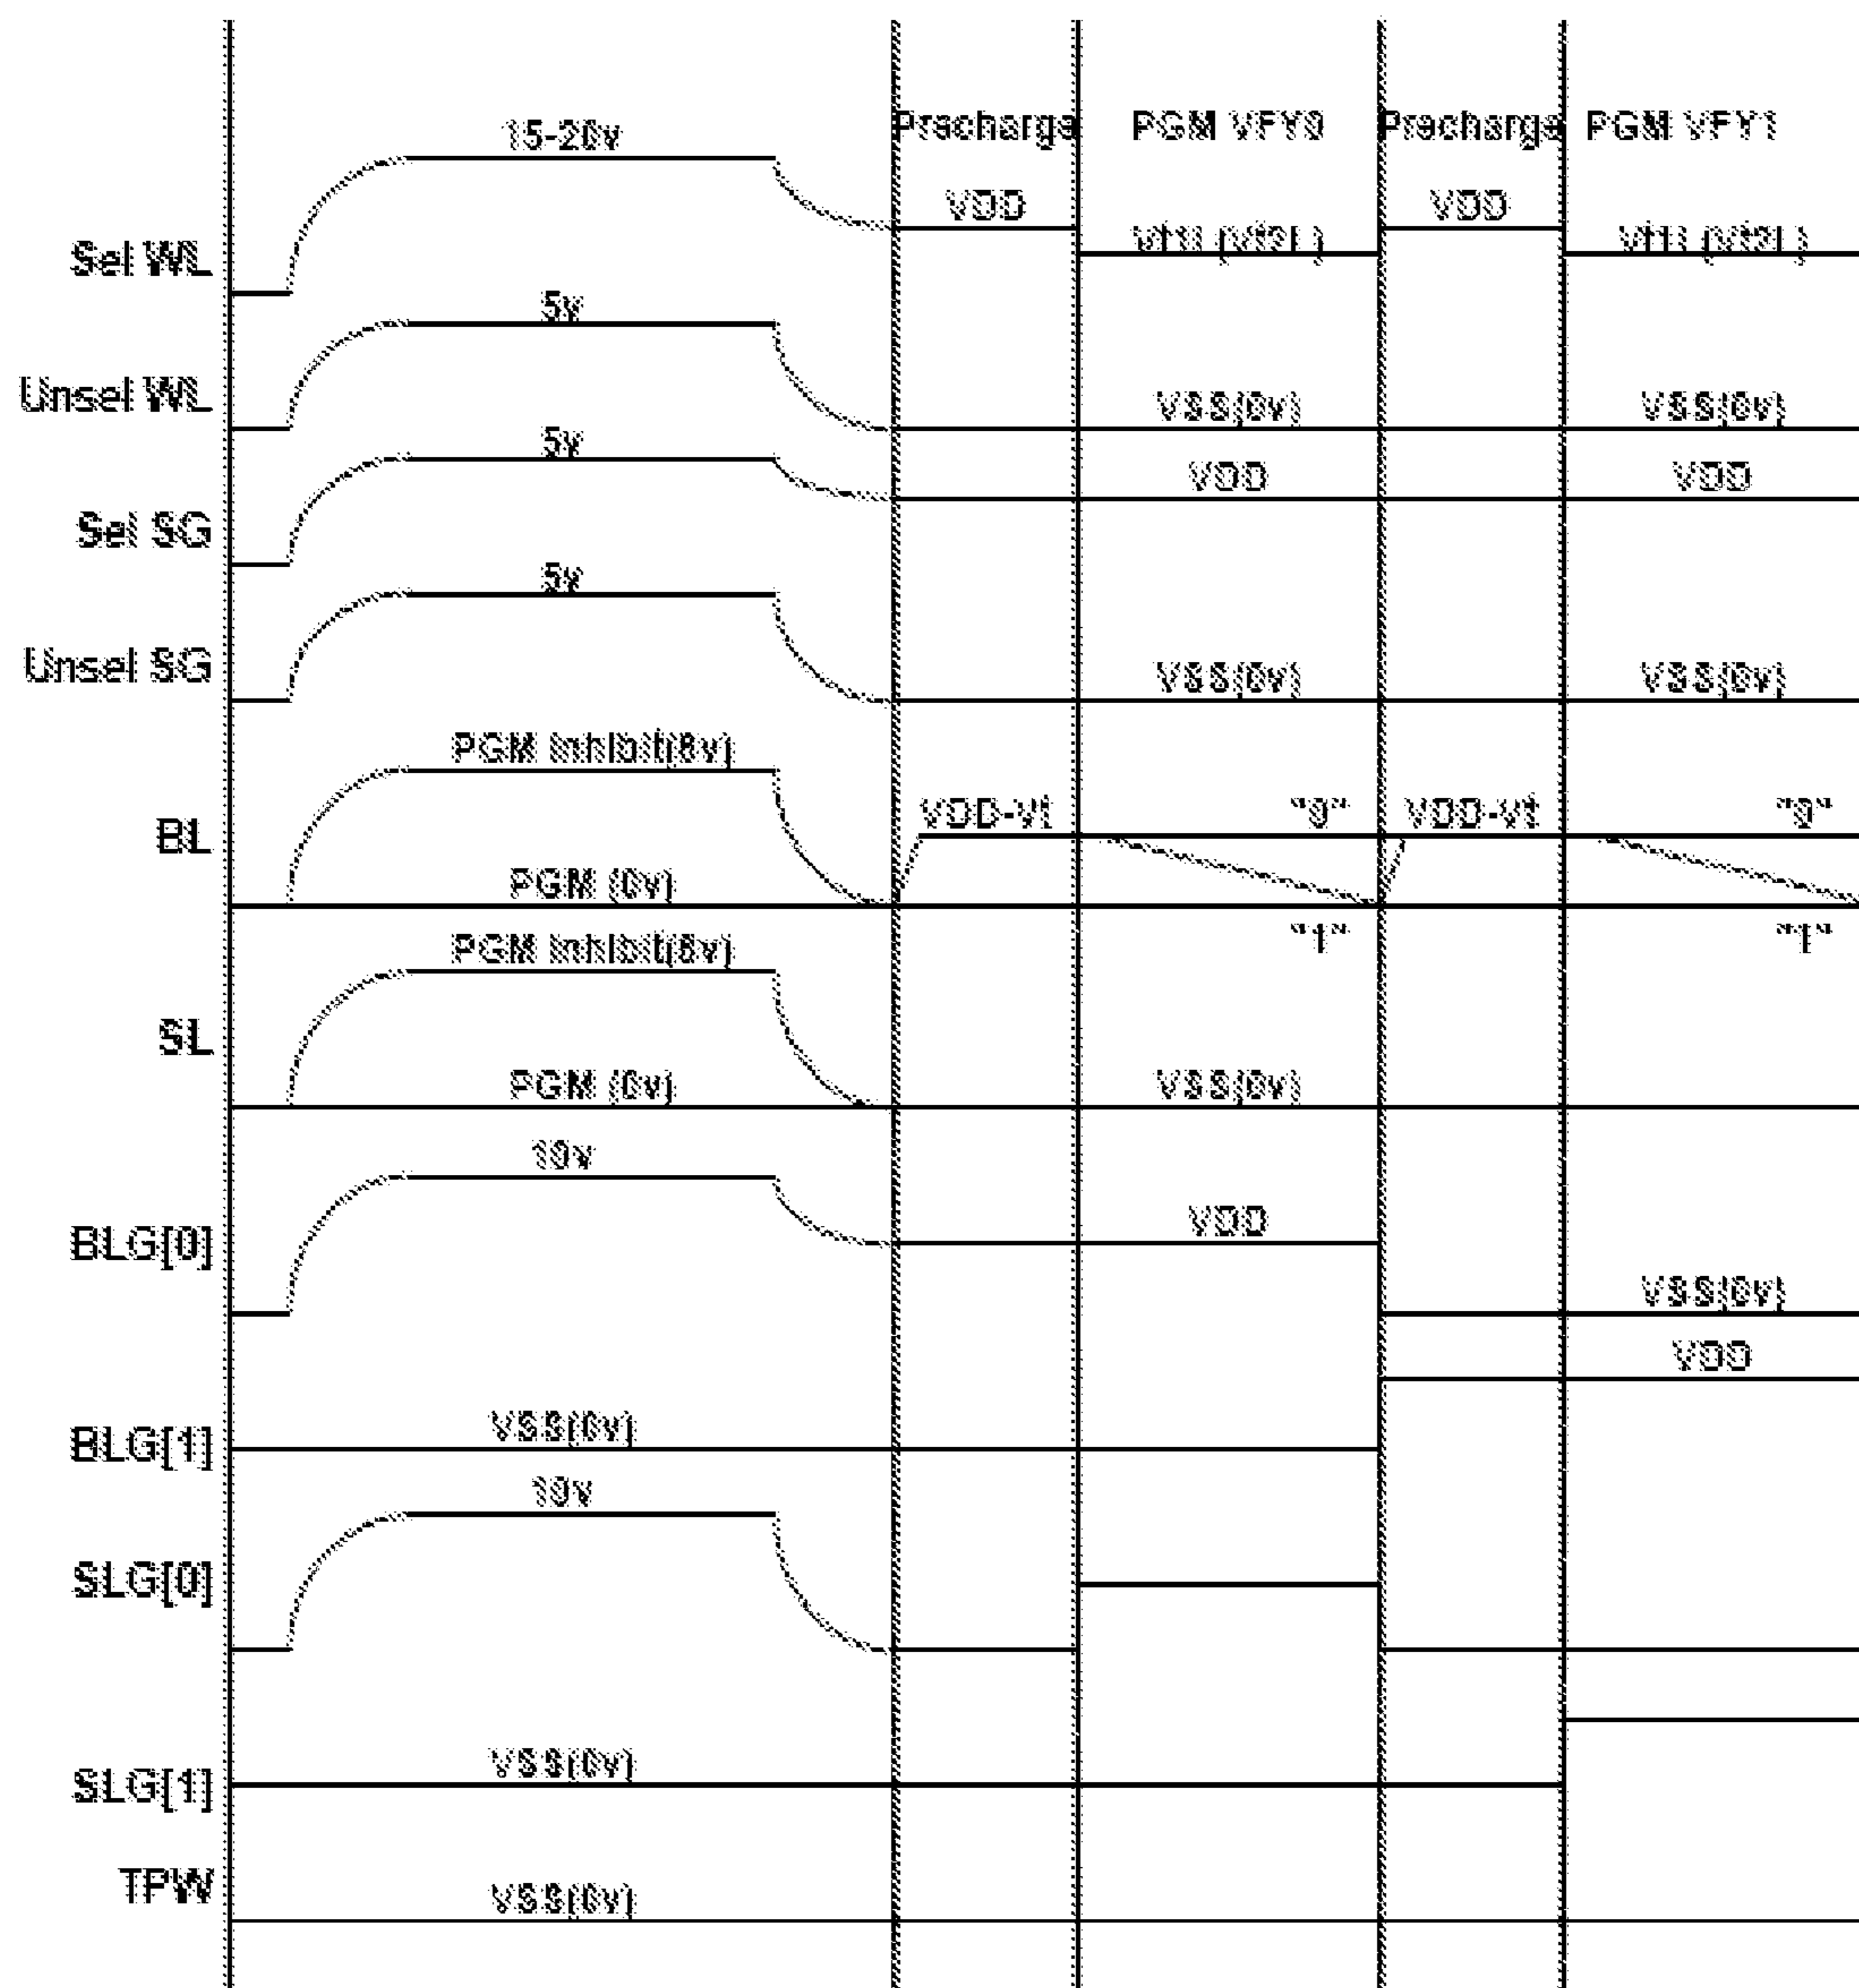 Precharge PGM VFY0 Precharge PGM VFY1
15-20v
VDD VDD
Sel WL
5v
Unsel WL VSS(0v) VSS(0v)
5v
VDD VDD
Sel SG
5v
Unsel SG VSS(0v) VSS(0v)
PGM Inhibit(8v)
BL VDD-Vt "0" VDD-Vt "0"
PGM (0v)
"1" "1"
PGM Inhibit(8v)
SL
PGM (0v) VSS(0v)
10v
BLG[0] VDD
VSS(0v)
VDD
BLG[1] VSS(0v)
10v
SLG[0]
SLG[1] VSS(0v)
TPW VSS(0v)